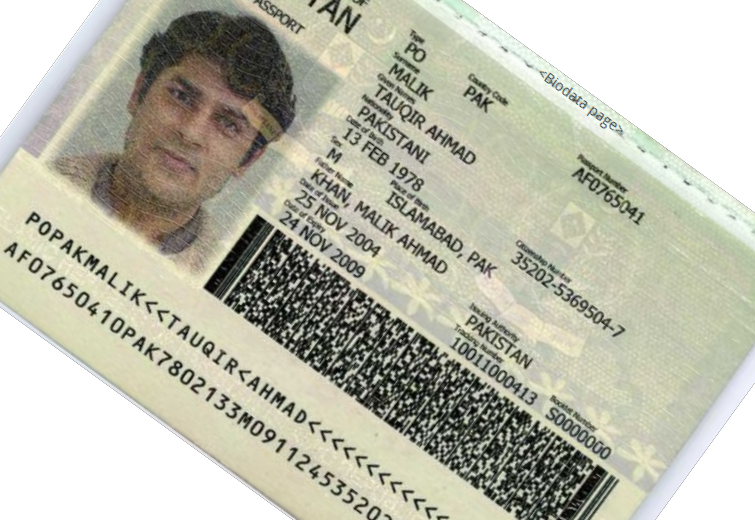 OF
TAN
PASSPORT
Type
PO
Country Code
PAK
Passport Number
AF0765041
<Biodata page>
Surname
MALIK
Given Names
TAUQIR AHMAD
Nationality
PAKISTANI
Date of Birth
13 FEB 1978
Citizenship Number
35202-5369504-7
Sex
M
Place of Birth
ISLAMABAD, PAK
Father Name
KHAN, MALIK AHMAD
Date of Issue
25 NOV 2004
Issuing Authority
PAKISTAN
Date of Expiry
24 NOV 2009
Tracking Number
10011000413
Booklet Number
S0000000
POPAKMALIK<<TAUQIR<AHMAD<<<<<<<<<<<<<
AF07650410PAK7802133M091124535202